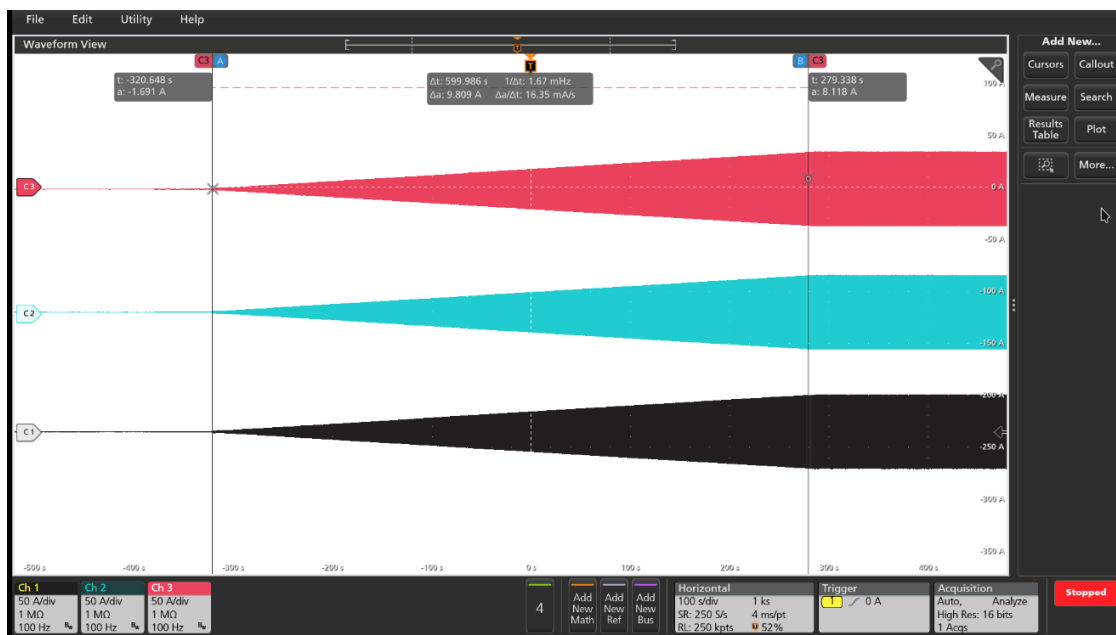 File Edit Utility Help
Waveform View
Add New...
C3 A
T
B C3
t: -320.648 s
a: -1.691 A
Δt: 599.986 s 1/Δt: 1.67 mHz
Δa: 9.809 A Δa/Δt: 16.35 mA/s
t: 279.338 s
a: 8.118 A
Cursors Callout
Measure Search
Results Table Plot
More...
100 A
50 A
C3
0 A
-50 A
-100 A
C2
-150 A
-200 A
C1
-250 A
-300 A
-350 A
-500 s -400 s -300 s -200 s -100 s 0 s 100 s 200 s 300 s 400 s
Ch 1
50 A/div
1 MΩ
100 Hz
Ch 2
50 A/div
1 MΩ
100 Hz
Ch 3
50 A/div
1 MΩ
100 Hz
4
Add New Math
Add New Ref
Add New Bus
Horizontal
100 s/div 1 ks
SR: 250 S/s 4 ms/pt
RL: 250 kpts 52%
Trigger
1 0 A
Acquisition
Auto, Analyze
High Res: 16 bits
1 Acqs
Stopped